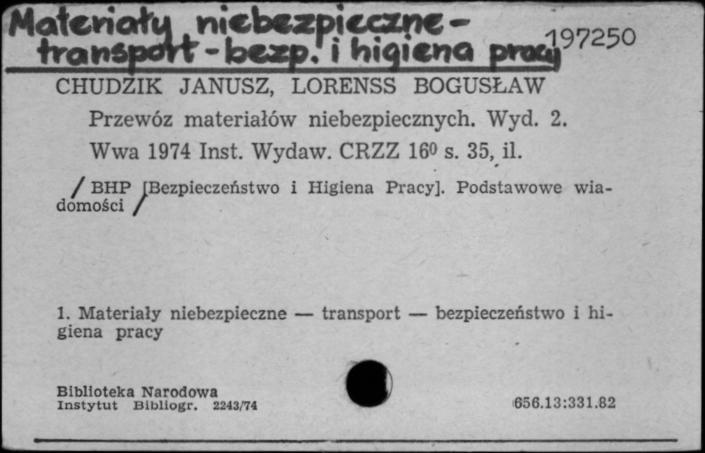 Materiały niebezpieczne-
transport-bezp. i higiena pracy 197250
CHUDZIK JANUSZ, LORENSS BOGUSŁAW
Przewóz materiałów niebezpiecznych. Wyd. 2.
Wwa 1974 Inst. Wydaw. CRZZ 16⁰ s. 35, il.
/ BHP [Bezpieczeństwo i Higiena Pracy]. Podstawowe wia-
domości /
1. Materiały niebezpieczne — transport — bezpieczeństwo i hi-
giena pracy
Biblioteka Narodowa
Instytut Bibliogr. 2243/74 656.13:331.82